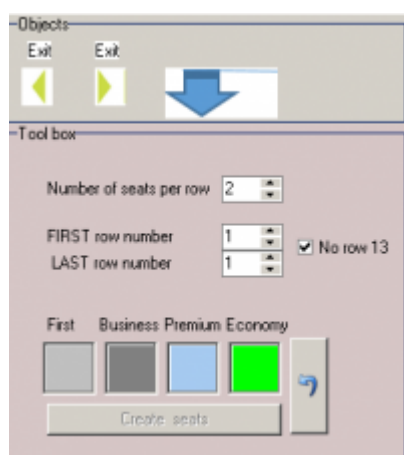 Objects
Exit Exit
Tool box
Number of seats per row 2
FIRST row number 1
LAST row number 1
No row 13
First Business Premium Economy
Create seats